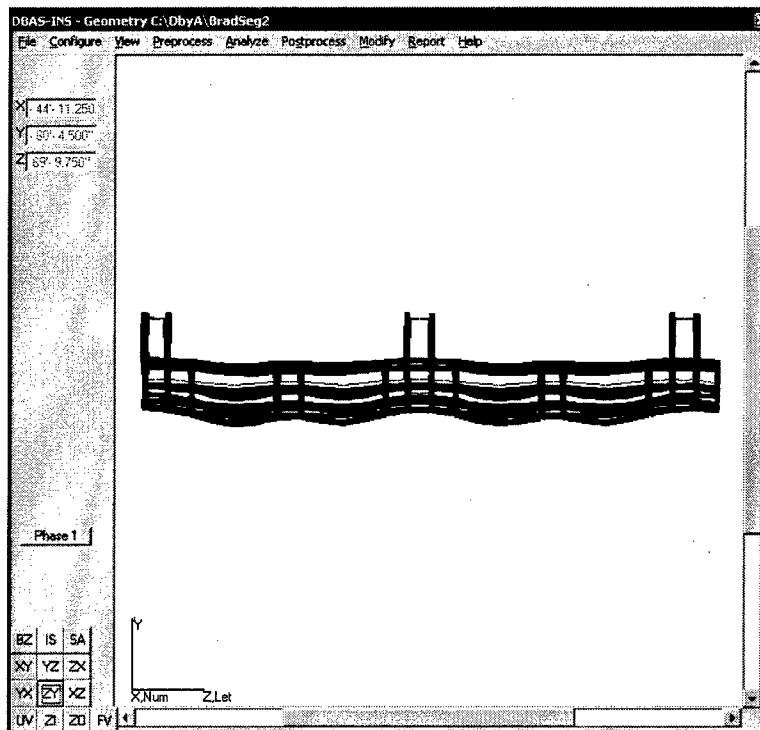 DBAS-INS - Geometry C:\DbyA\BradSeg2
File Configure View Preprocess Analyze Postprocess Modify Report Help
X - 44'- 11.250
Y - 80'- 4.500"
Z 69'- 9.750"
Phase 1
Y
X,Num Z,Let
BZ IS SA
XY YZ ZX
YX ZY XZ
UV ZI ZO FV